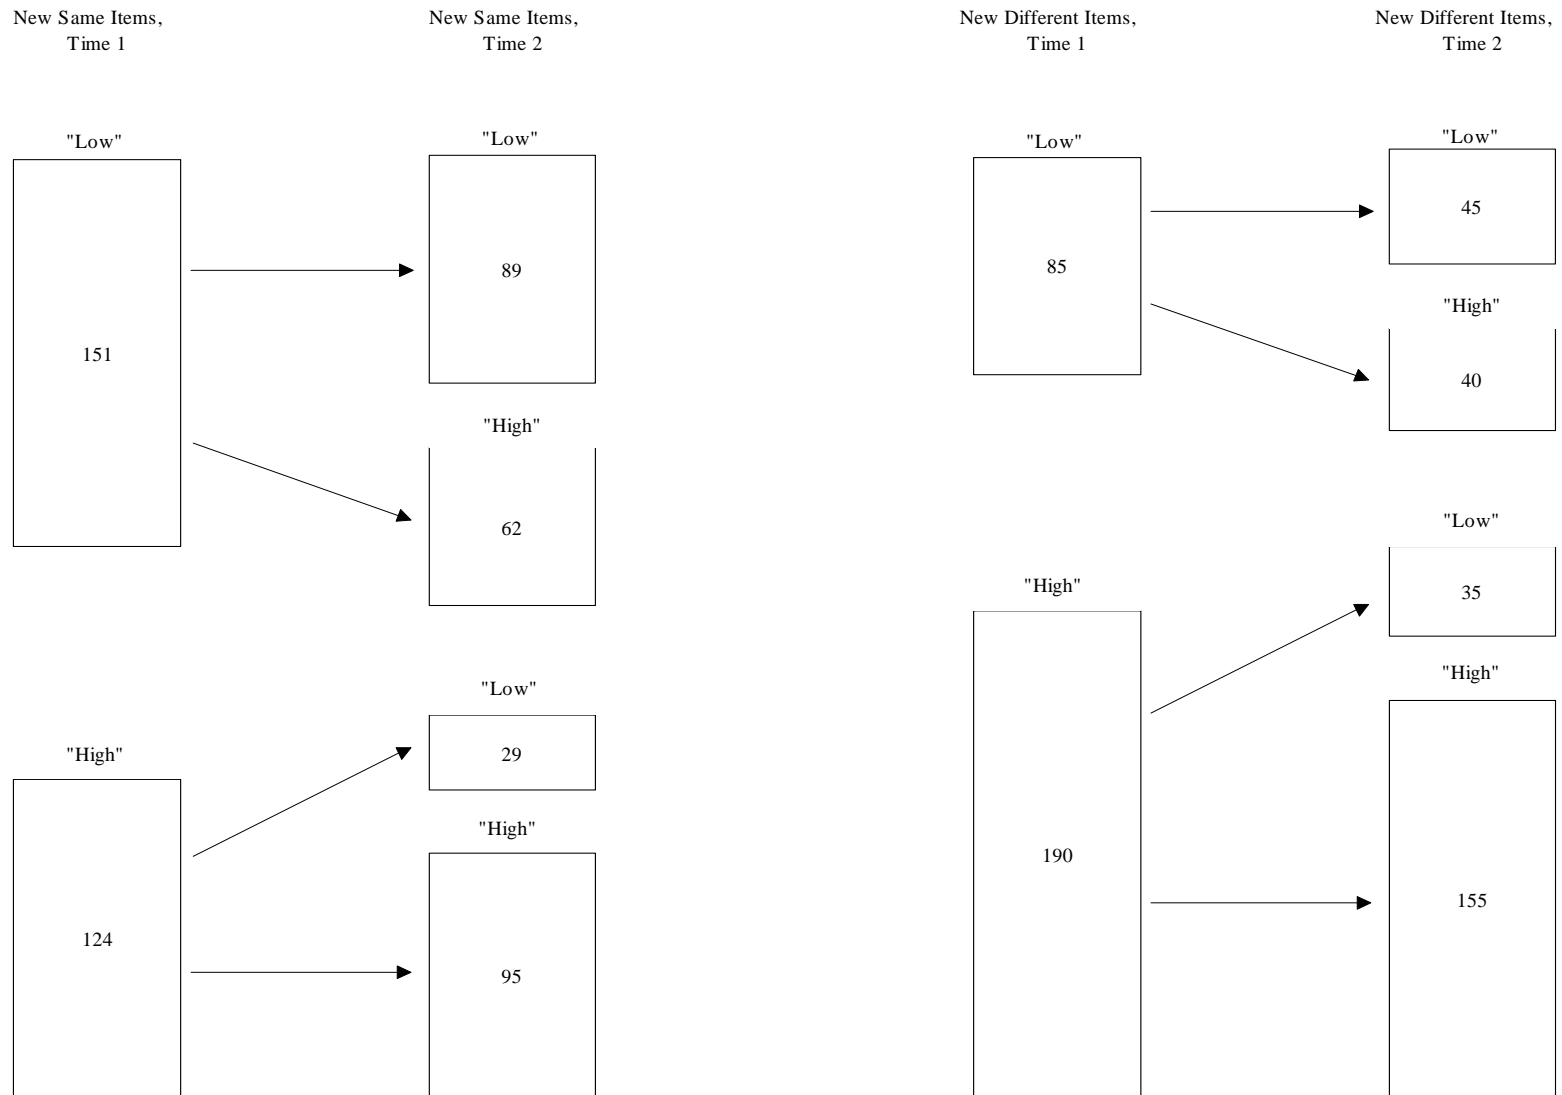 New Same Items,
Time 1
New Same Items,
Time 2
New Different Items,
Time 1
New Different Items,
Time 2
"Low"
151
"Low"
89
"High"
62
"High"
124
"Low"
29
"High"
95
"Low"
85
"Low"
45
"High"
40
"High"
190
"Low"
35
"High"
155